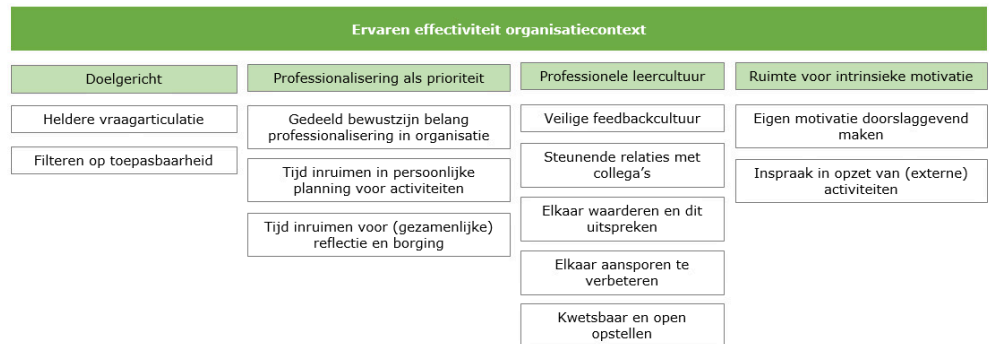 Ervaren effectiviteit organisatiecontext
Doelgericht
Heldere vraagarticulatie
Filteren op toepasbaarheid
Professionalisering als prioriteit
Gedeeld bewustzijn belang
professionalisering in organisatie
Tijd inruimen in persoonlijke
planning voor activiteiten
Tijd inruimen voor (gezamenlijke)
reflectie en borging
Professionele leercultuur
Veilige feedbackcultuur
Steunende relaties met
collega’s
Elkaar waarderen en dit
uitspreken
Elkaar aansporen te
verbeteren
Kwetsbaar en open
opstellen
Ruimte voor intrinsieke motivatie
Eigen motivatie doorslaggevend
maken
Inspraak in opzet van (externe)
activiteiten